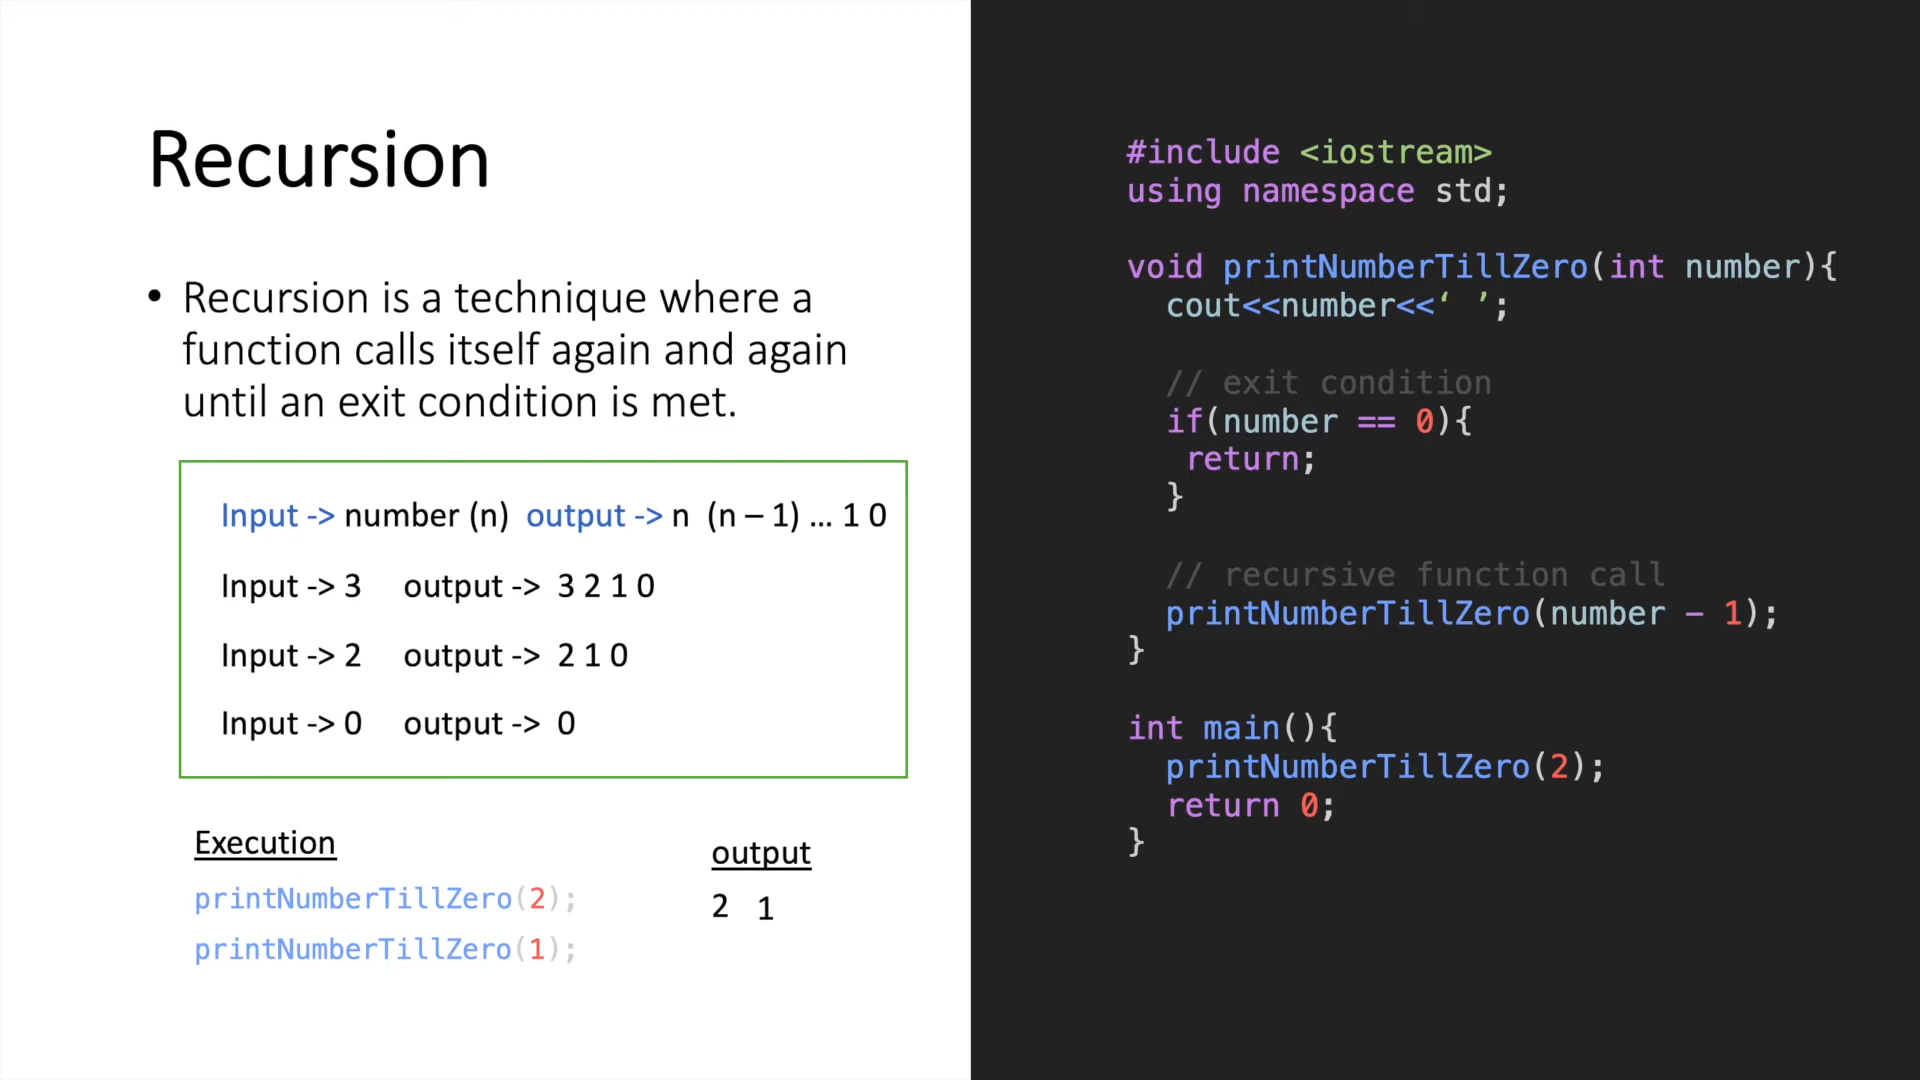 Recursion
• Recursion is a technique where a
function calls itself again and again
until an exit condition is met.
Input -> number (n) output -> n (n – 1) ... 1 0
Input -> 3 output -> 3 2 1 0
Input -> 2 output -> 2 1 0
Input -> 0 output -> 0
Execution
printNumberTillZero(2);
printNumberTillZero(1);
output
2 1
#include <iostream>
using namespace std;
void printNumberTillZero(int number){
cout<<number<<‘ ’;
// exit condition
if(number == 0){
return;
}
// recursive function call
printNumberTillZero(number - 1);
}
int main(){
printNumberTillZero(2);
return 0;
}